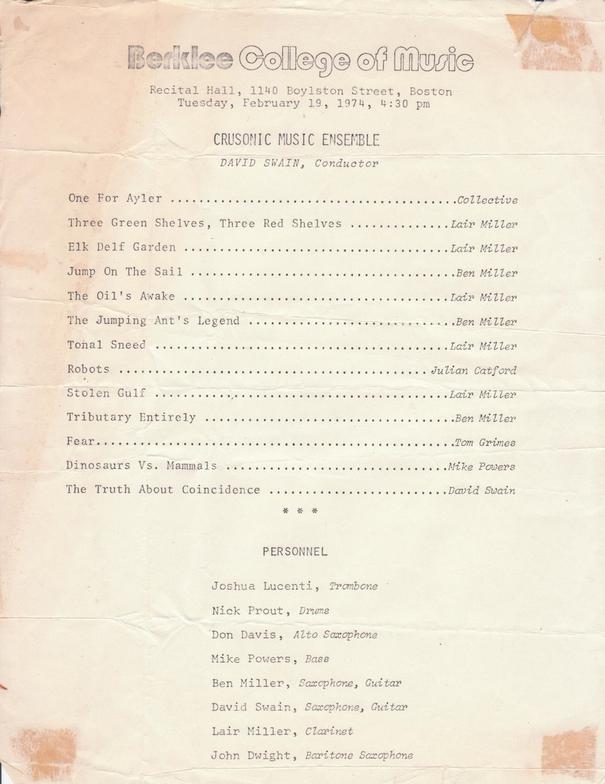 Berklee College of Music
Recital Hall, 1140 Boylston Street, Boston
Tuesday, February 19, 1974, 4:30 pm
CRUSONIC MUSIC ENSEMBLE
DAVID SWAIN, Conductor
One For Ayler ......................................Collective
Three Green Shelves, Three Red Shelves .............Lair Miller
Elk Delf Garden ....................................Lair Miller
Jump On The Sail ...................................Ben Miller
The Oil's Awake ....................................Lair Miller
The Jumping Ant's Legend ...........................Ben Miller
Tonal Sneed ........................................Lair Miller
Robots .........................................Julian Catford
Stolen Gulf ........................................Lair Miller
Tributary Entirely .................................Ben Miller
Fear...............................................Tom Grimes
Dinosaurs Vs. Mammals .............................Mike Powers
The Truth About Coincidence .......................David Swain
* * *
PERSONNEL
Joshua Lucenti, Trombone
Nick Prout, Drums
Don Davis, Alto Saxophone
Mike Powers, Bass
Ben Miller, Saxophone, Guitar
David Swain, Saxophone, Guitar
Lair Miller, Clarinet
John Dwight, Baritone Saxophone